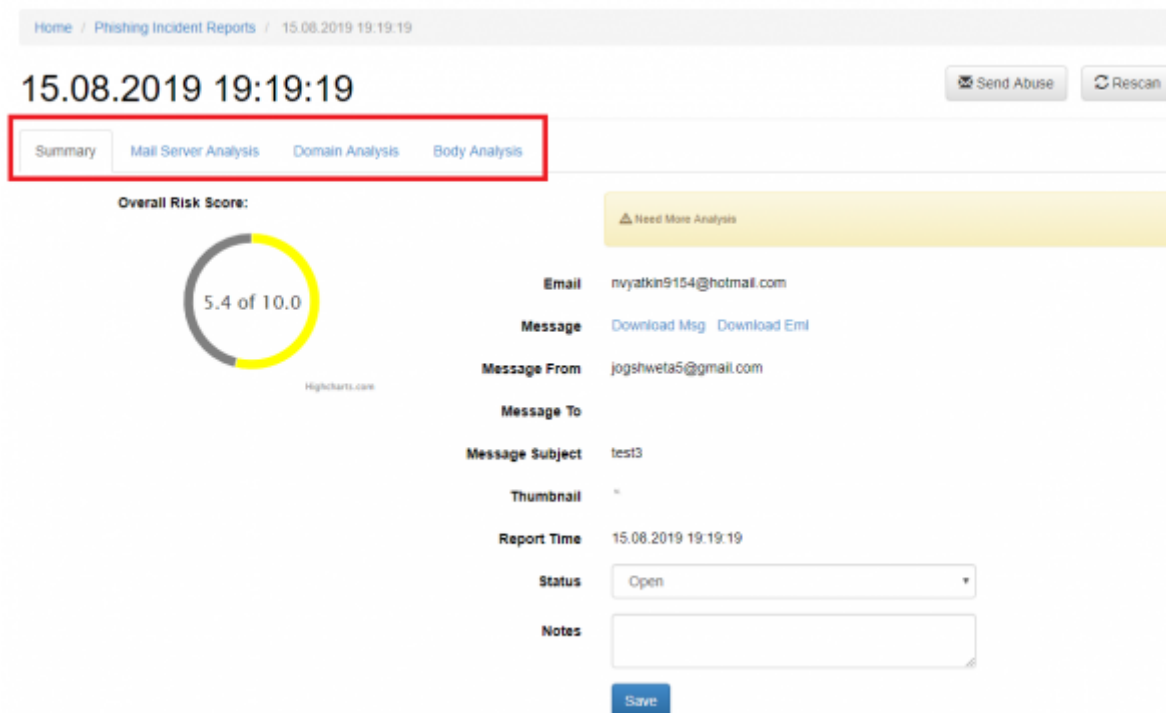 Home / Phishing Incident Reports / 15.08.2019 19:19:19
15.08.2019 19:19:19
Send Abuse
Rescan
Summary
Mail Server Analysis
Domain Analysis
Body Analysis
Overall Risk Score:
Need More Analysis
5.4 of 10.0
Highcharts.com
Email nvyatkin9154@hotmail.com
Message Download Msg Download Eml
Message From jogshweta5@gmail.com
Message To
Message Subject test3
Thumbnail
Report Time 15.08.2019 19:19:19
Status Open
Notes
Save